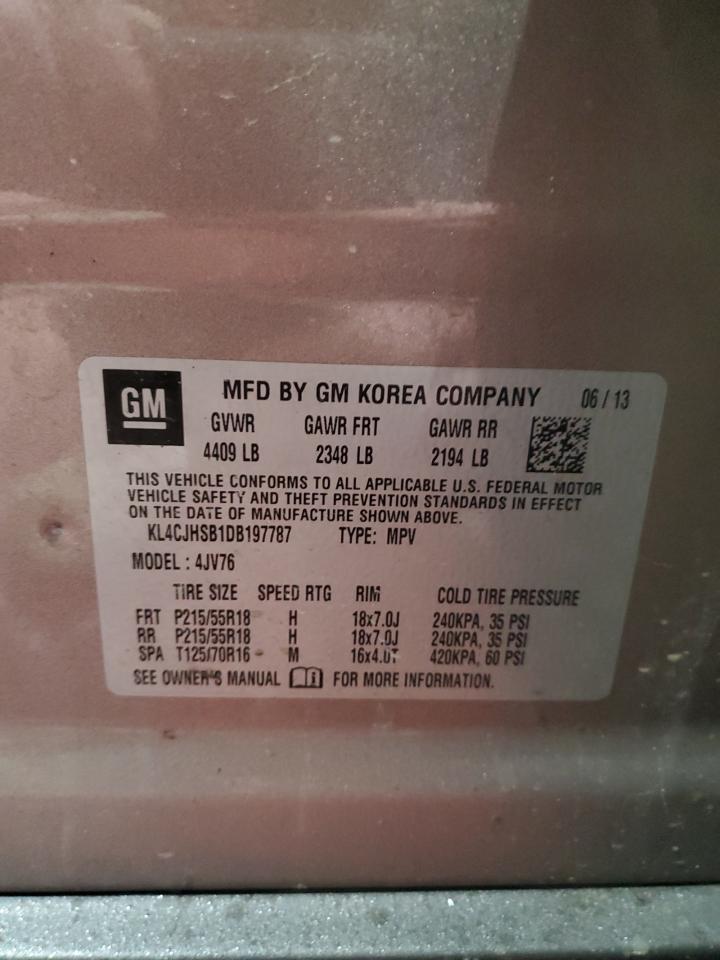 GM
MFD BY GM KOREA COMPANY 06 / 13
GVWR GAWR FRT GAWR RR
4409 LB 2348 LB 2194 LB
THIS VEHICLE CONFORMS TO ALL APPLICABLE U.S. FEDERAL MOTOR
VEHICLE SAFETY AND THEFT PREVENTION STANDARDS IN EFFECT
ON THE DATE OF MANUFACTURE SHOWN ABOVE.
KL4CJHSB1DB197787 TYPE: MPV
MODEL : 4JV76
TIRE SIZE SPEED RTG RIM COLD TIRE PRESSURE
FRT P215/55R18 H 18x7.0J 240KPA, 35 PSI
RR P215/55R18 H 18x7.0J 240KPA, 35 PSI
SPA T125/70R16 M 16x4.0T 420KPA, 60 PSI
SEE OWNER'S MANUAL FOR MORE INFORMATION.